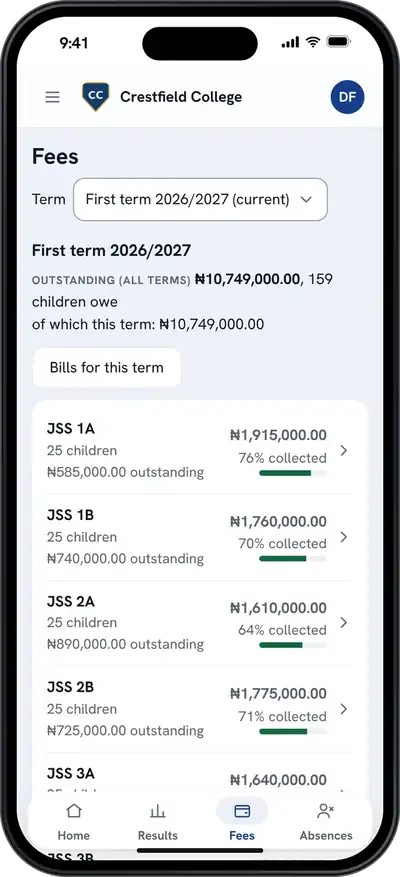 9:41
CC
Crestfield College
DF
Fees
Term
First term 2026/2027 (current)
First term 2026/2027
OUTSTANDING (ALL TERMS) ₦10,749,000.00, 159
children owe
of which this term: ₦10,749,000.00
Bills for this term
JSS 1A
25 children
₦585,000.00 outstanding
₦1,915,000.00
76% collected
JSS 1B
25 children
₦740,000.00 outstanding
₦1,760,000.00
70% collected
JSS 2A
25 children
₦890,000.00 outstanding
₦1,610,000.00
64% collected
JSS 2B
25 children
₦725,000.00 outstanding
₦1,775,000.00
71% collected
JSS 3A
₦1,640,000.00
Home
Results
Fees
Absences
JSS 3B